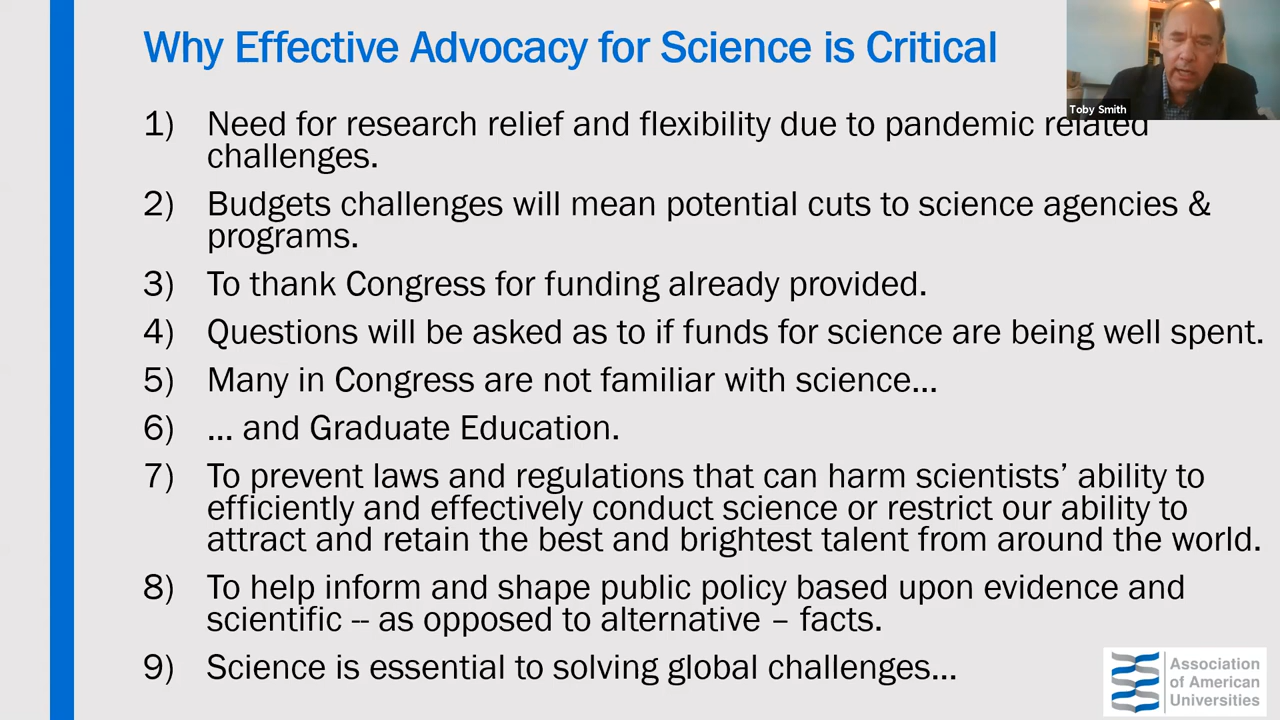 Why Effective Advocacy for Science is Critical
Toby Smith
1) Need for research relief and flexibility due to pandemic related
challenges.
2) Budgets challenges will mean potential cuts to science agencies &
programs.
3) To thank Congress for funding already provided.
4) Questions will be asked as to if funds for science are being well spent.
5) Many in Congress are not familiar with science...
6) ... and Graduate Education.
7) To prevent laws and regulations that can harm scientists’ ability to
efficiently and effectively conduct science or restrict our ability to
attract and retain the best and brightest talent from around the world.
8) To help inform and shape public policy based upon evidence and
scientific -- as opposed to alternative – facts.
9) Science is essential to solving global challenges...
Association
of American
Universities